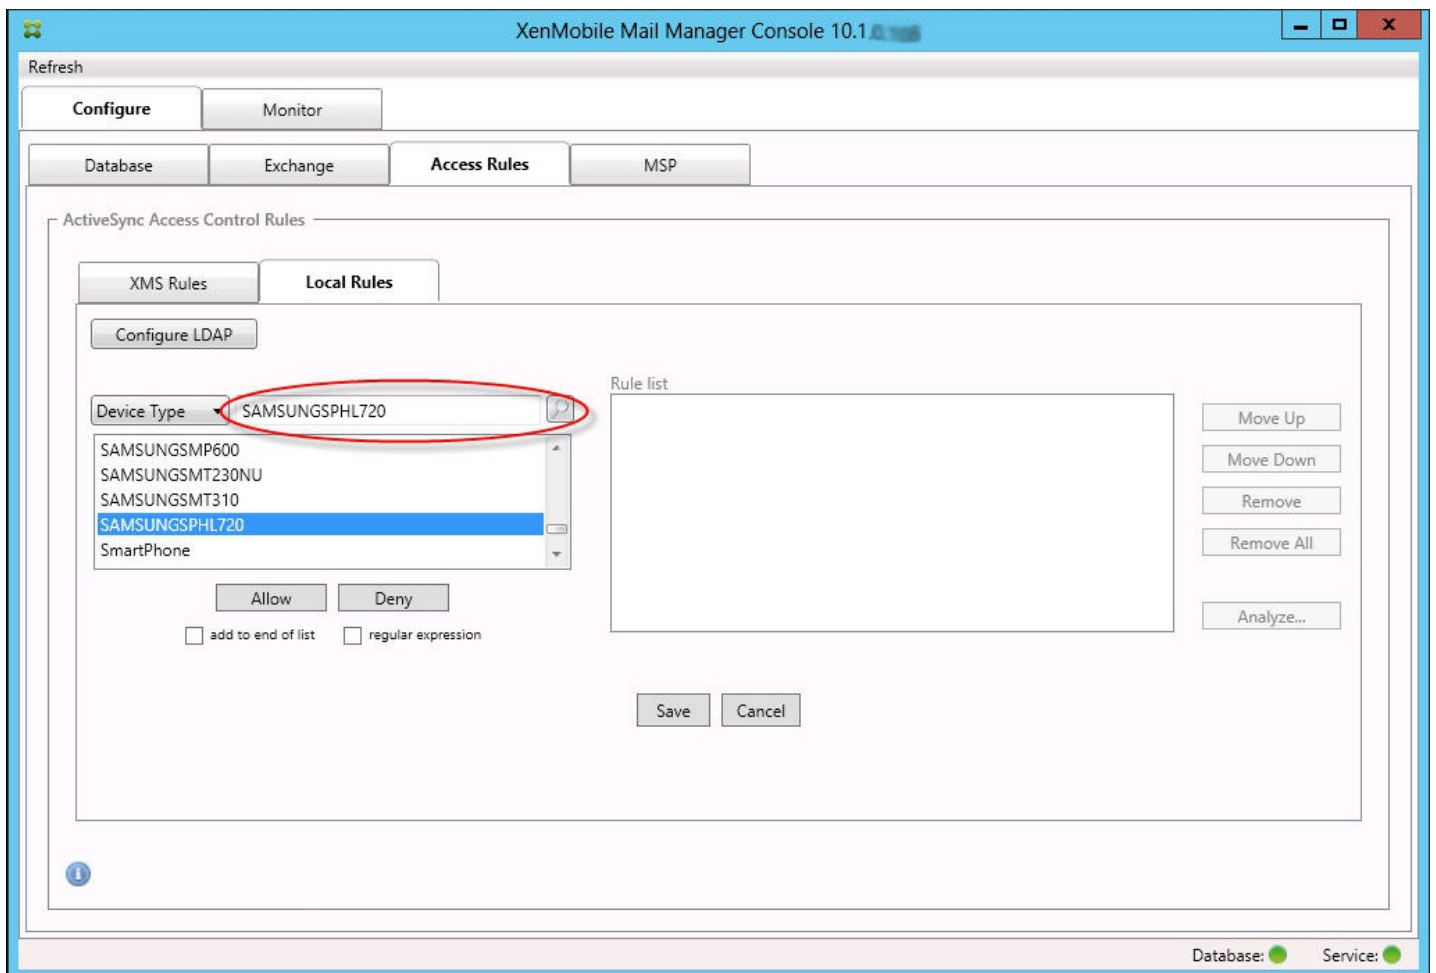 XenMobile Mail Manager Console 10.1
Refresh
Configure Monitor
Database Exchange Access Rules MSP
ActiveSync Access Control Rules
XMS Rules Local Rules
Configure LDAP
Rule list
Device Type SAMSUNGSPHL720
Move Up
SAMSUNGSMP600
Move Down
SAMSUNGSMT230NU
SAMSUNGSMT310
Remove
SAMSUNGSPHL720
Remove All
SmartPhone
Allow Deny
Analyze...
add to end of list regular expression
Save Cancel
Database: Service: